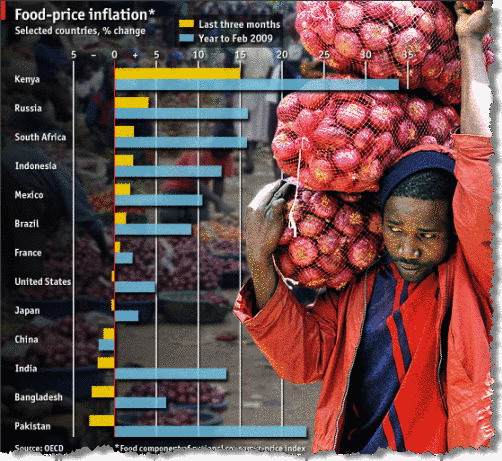 Food-price inflation*
Selected countries, % change
Last three months
Year to Feb 2009
5 – 0 + 5 10 15 20 25 30 35
Kenya
Russia
South Africa
Indonesia
Mexico
Brazil
France
United States
Japan
China
India
Bangladesh
Pakistan
Source: OECD
*Food component of national consumer-price index